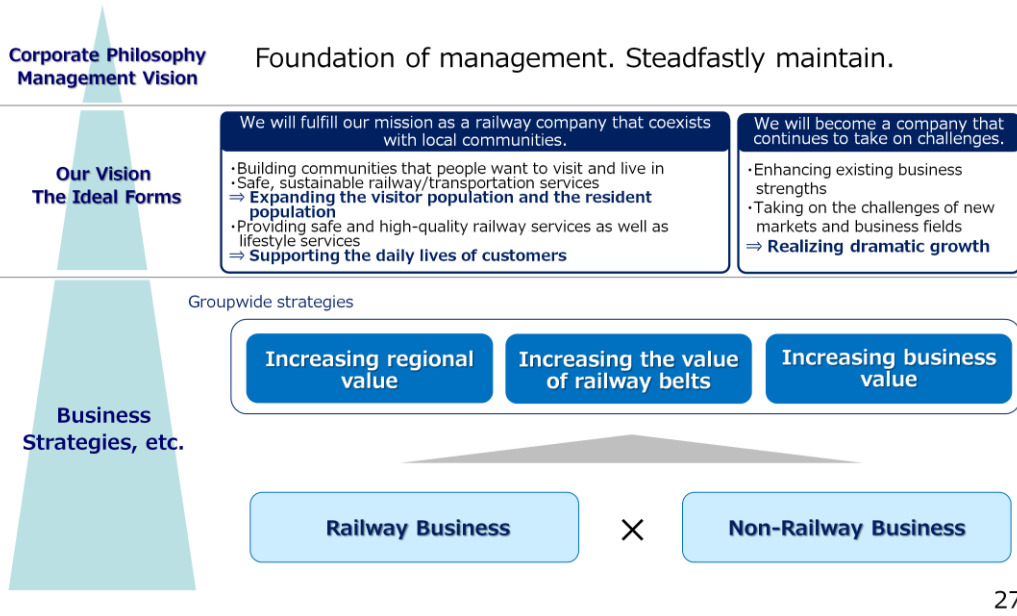 Corporate Philosophy
Management Vision
Foundation of management. Steadfastly maintain.
Our Vision
The Ideal Forms
We will fulfill our mission as a railway company that coexists
with local communities.
・Building communities that people want to visit and live in
・Safe, sustainable railway/transportation services
⇒ Expanding the visitor population and the resident
population
・Providing safe and high-quality railway services as well as
lifestyle services
⇒ Supporting the daily lives of customers
We will become a company that
continues to take on challenges.
・Enhancing existing business
strengths
・Taking on the challenges of new
markets and business fields
⇒ Realizing dramatic growth
Business
Strategies, etc.
Groupwide strategies
Increasing regional
value
Increasing the value
of railway belts
Increasing business
value
Railway Business
×
Non-Railway Business
27